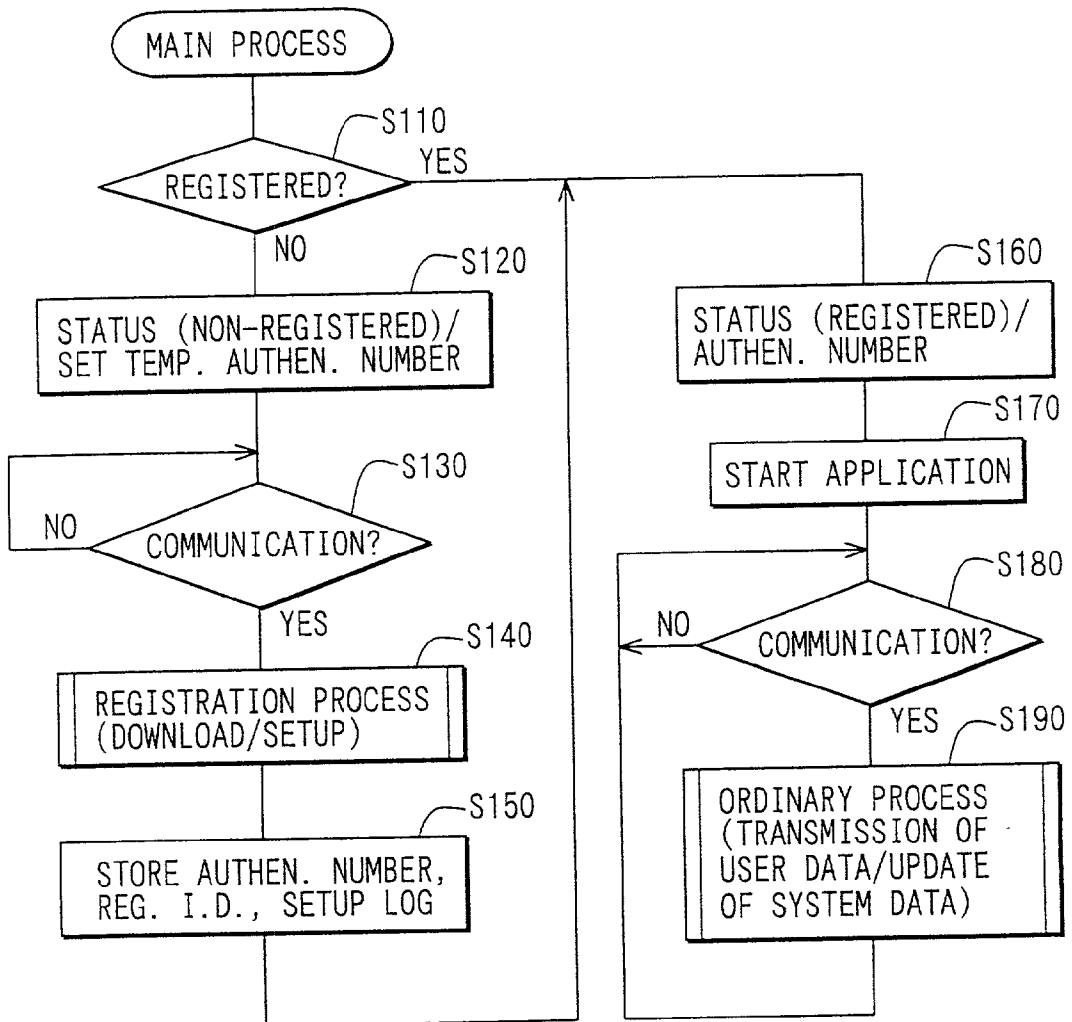 MAIN PROCESS
S110
REGISTERED?
YES
NO
S120
STATUS (NON-REGISTERED)/
SET TEMP. AUTHEN. NUMBER
S130
COMMUNICATION?
NO
YES
S140
REGISTRATION PROCESS
(DOWNLOAD/SETUP)
S150
STORE AUTHEN. NUMBER,
REG. I.D., SETUP LOG
S160
STATUS (REGISTERED)/
AUTHEN. NUMBER
S170
START APPLICATION
S180
COMMUNICATION?
NO
YES
S190
ORDINARY PROCESS
(TRANSMISSION OF
USER DATA/UPDATE
OF SYSTEM DATA)